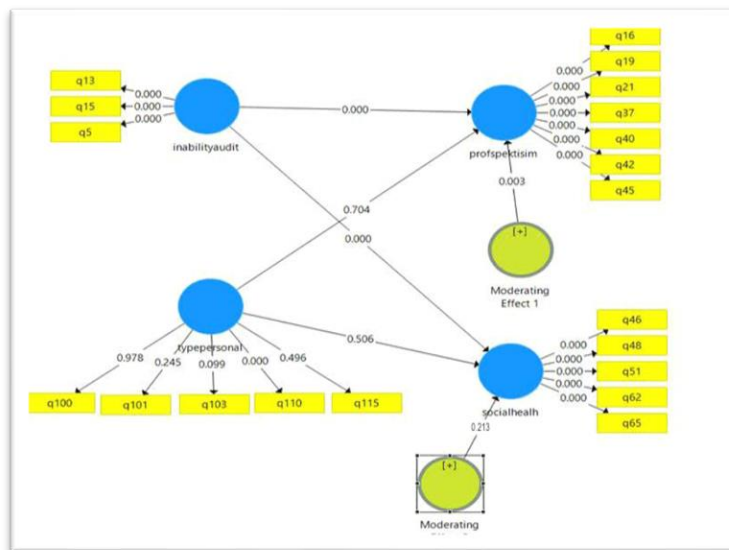 q16
q13
0.000
q19
0.000
0.000
q15
0.000
0.000
q21
0.000
0.000
q5
0.000
0.000
q37
inabilityaudit
0.000
q40
profspektisim
0.000
q42
0.000
q45
0.003
0.704
[+]
0.000
Moderating
Effect 1
q46
0.000
q48
typepersonal
0.506
0.000
0.978
0.245
0.099
0.000
0.496
0.000
q51
0.000
q62
q100
q101
q103
q110
q115
socialhealh
0.000
q65
0.213
[+]
Moderating